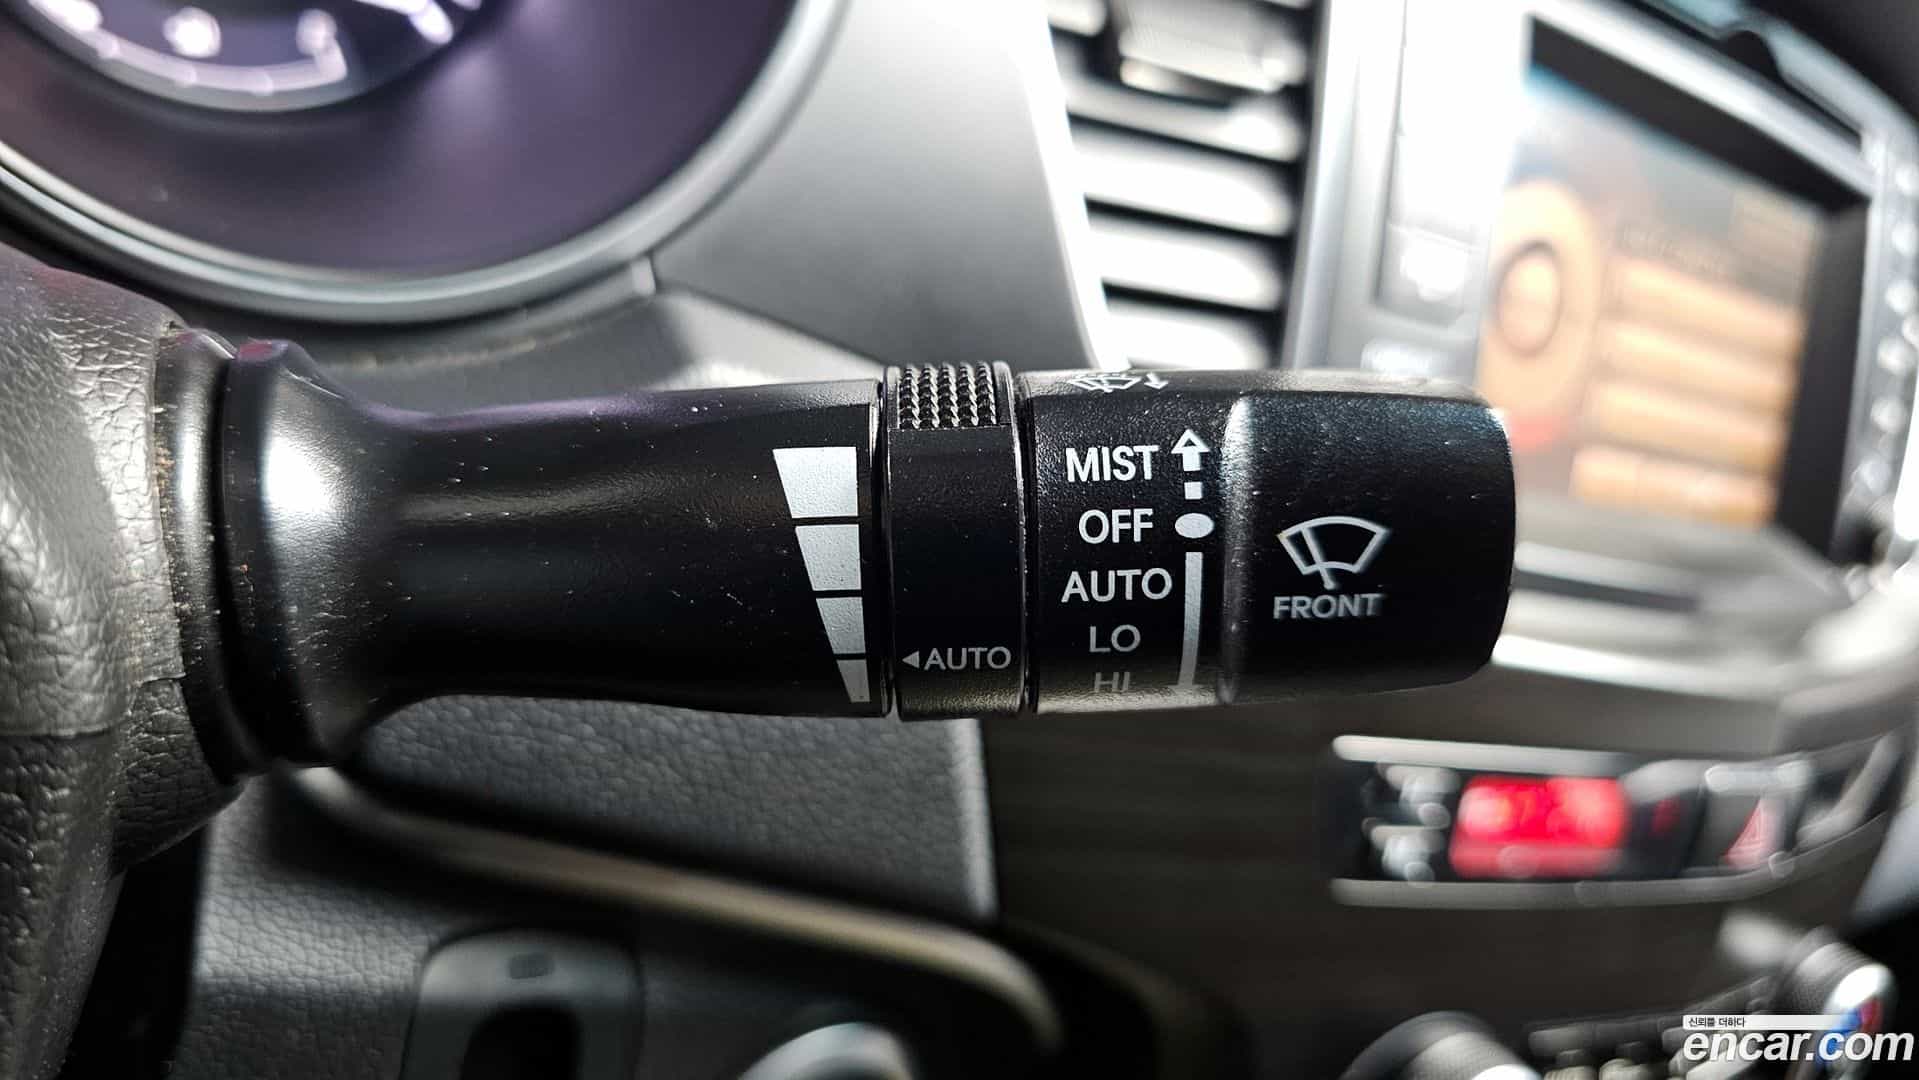 MIST
OFF
AUTO
LO
HI
◄AUTO
FRONT
신뢰를 더하다
encar.com